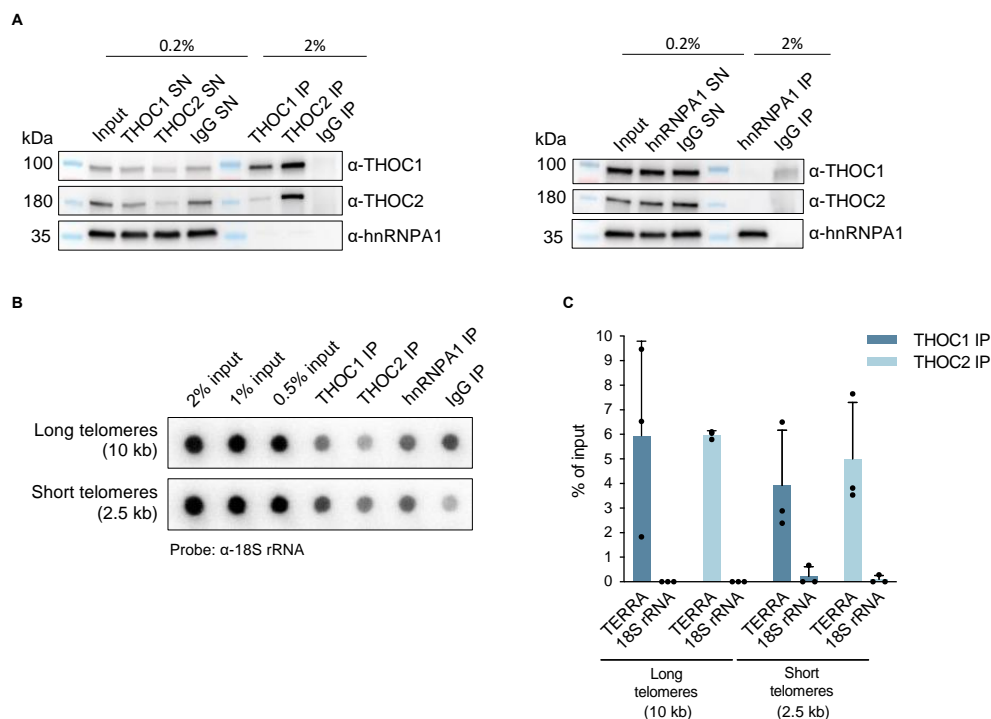 A
0.2%
2%
Input
THOC1 SN
THOC2 SN
IgG SN
THOC1 IP
THOC2 IP
IgG IP
kDa
100
α-THOC1
180
α-THOC2
35
α-hnRNPA1
0.2%
2%
Input
hnRNPA1 SN
IgG SN
hnRNPA1 IP
IgG IP
kDa
100
α-THOC1
180
α-THOC2
35
α-hnRNPA1
B
2% input
1% input
0.5% input
THOC1 IP
THOC2 IP
hnRNPA1 IP
IgG IP
Long telomeres
(10 kb)
Short telomeres
(2.5 kb)
Probe: α-18S rRNA
C
THOC1 IP
THOC2 IP
% of input
10
9
8
7
6
5
4
3
2
1
0
TERRA
18S rRNA
TERRA
18S rRNA
TERRA
18S rRNA
TERRA
18S rRNA
Long
telomeres
(10 kb)
Short
telomeres
(2.5 kb)